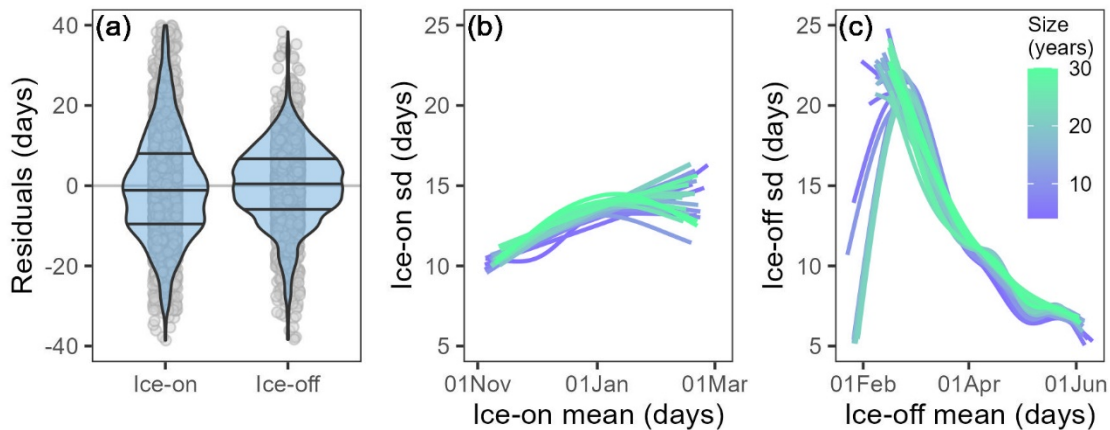 (a)
Residuals (days)
40
20
0
-20
-40
Ice-on Ice-off
(b)
Ice-on sd (days)
25
20
15
10
5
01Nov 01Jan 01Mar
Ice-on mean (days)
(c)
Ice-off sd (days)
25
20
15
10
5
01Feb 01Apr 01Jun
Ice-off mean (days)
Size
(years)
30
20
10